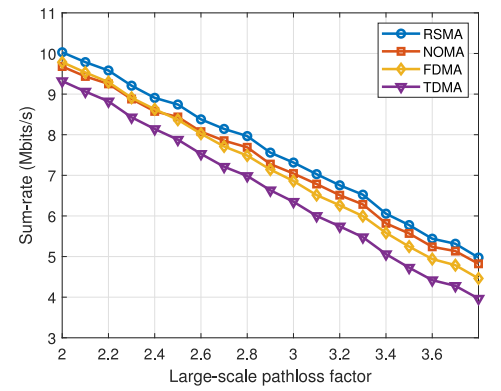 11
10
9
8
7
6
5
4
3
Sum-rate (Mbits/s)
RSMA
NOMA
FDMA
TDMA
2 2.2 2.4 2.6 2.8 3 3.2 3.4 3.6
Large-scale pathloss factor